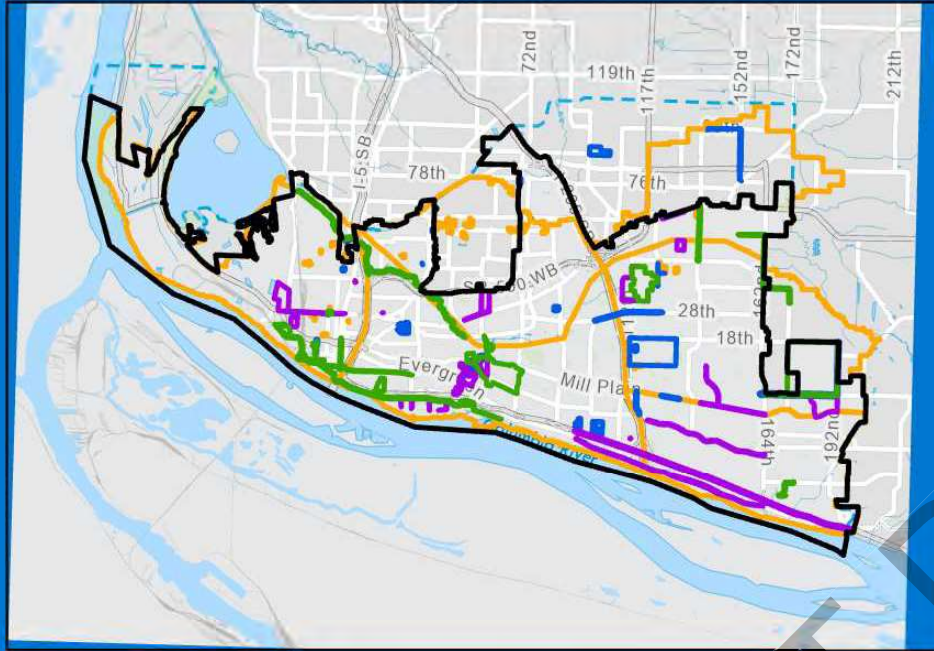 72nd
119th
117th
152nd
172nd
212th
I-5 SB
78th
76th
28th
18th
Evergreen
Mill Plain
Columbia River
164th
192nd